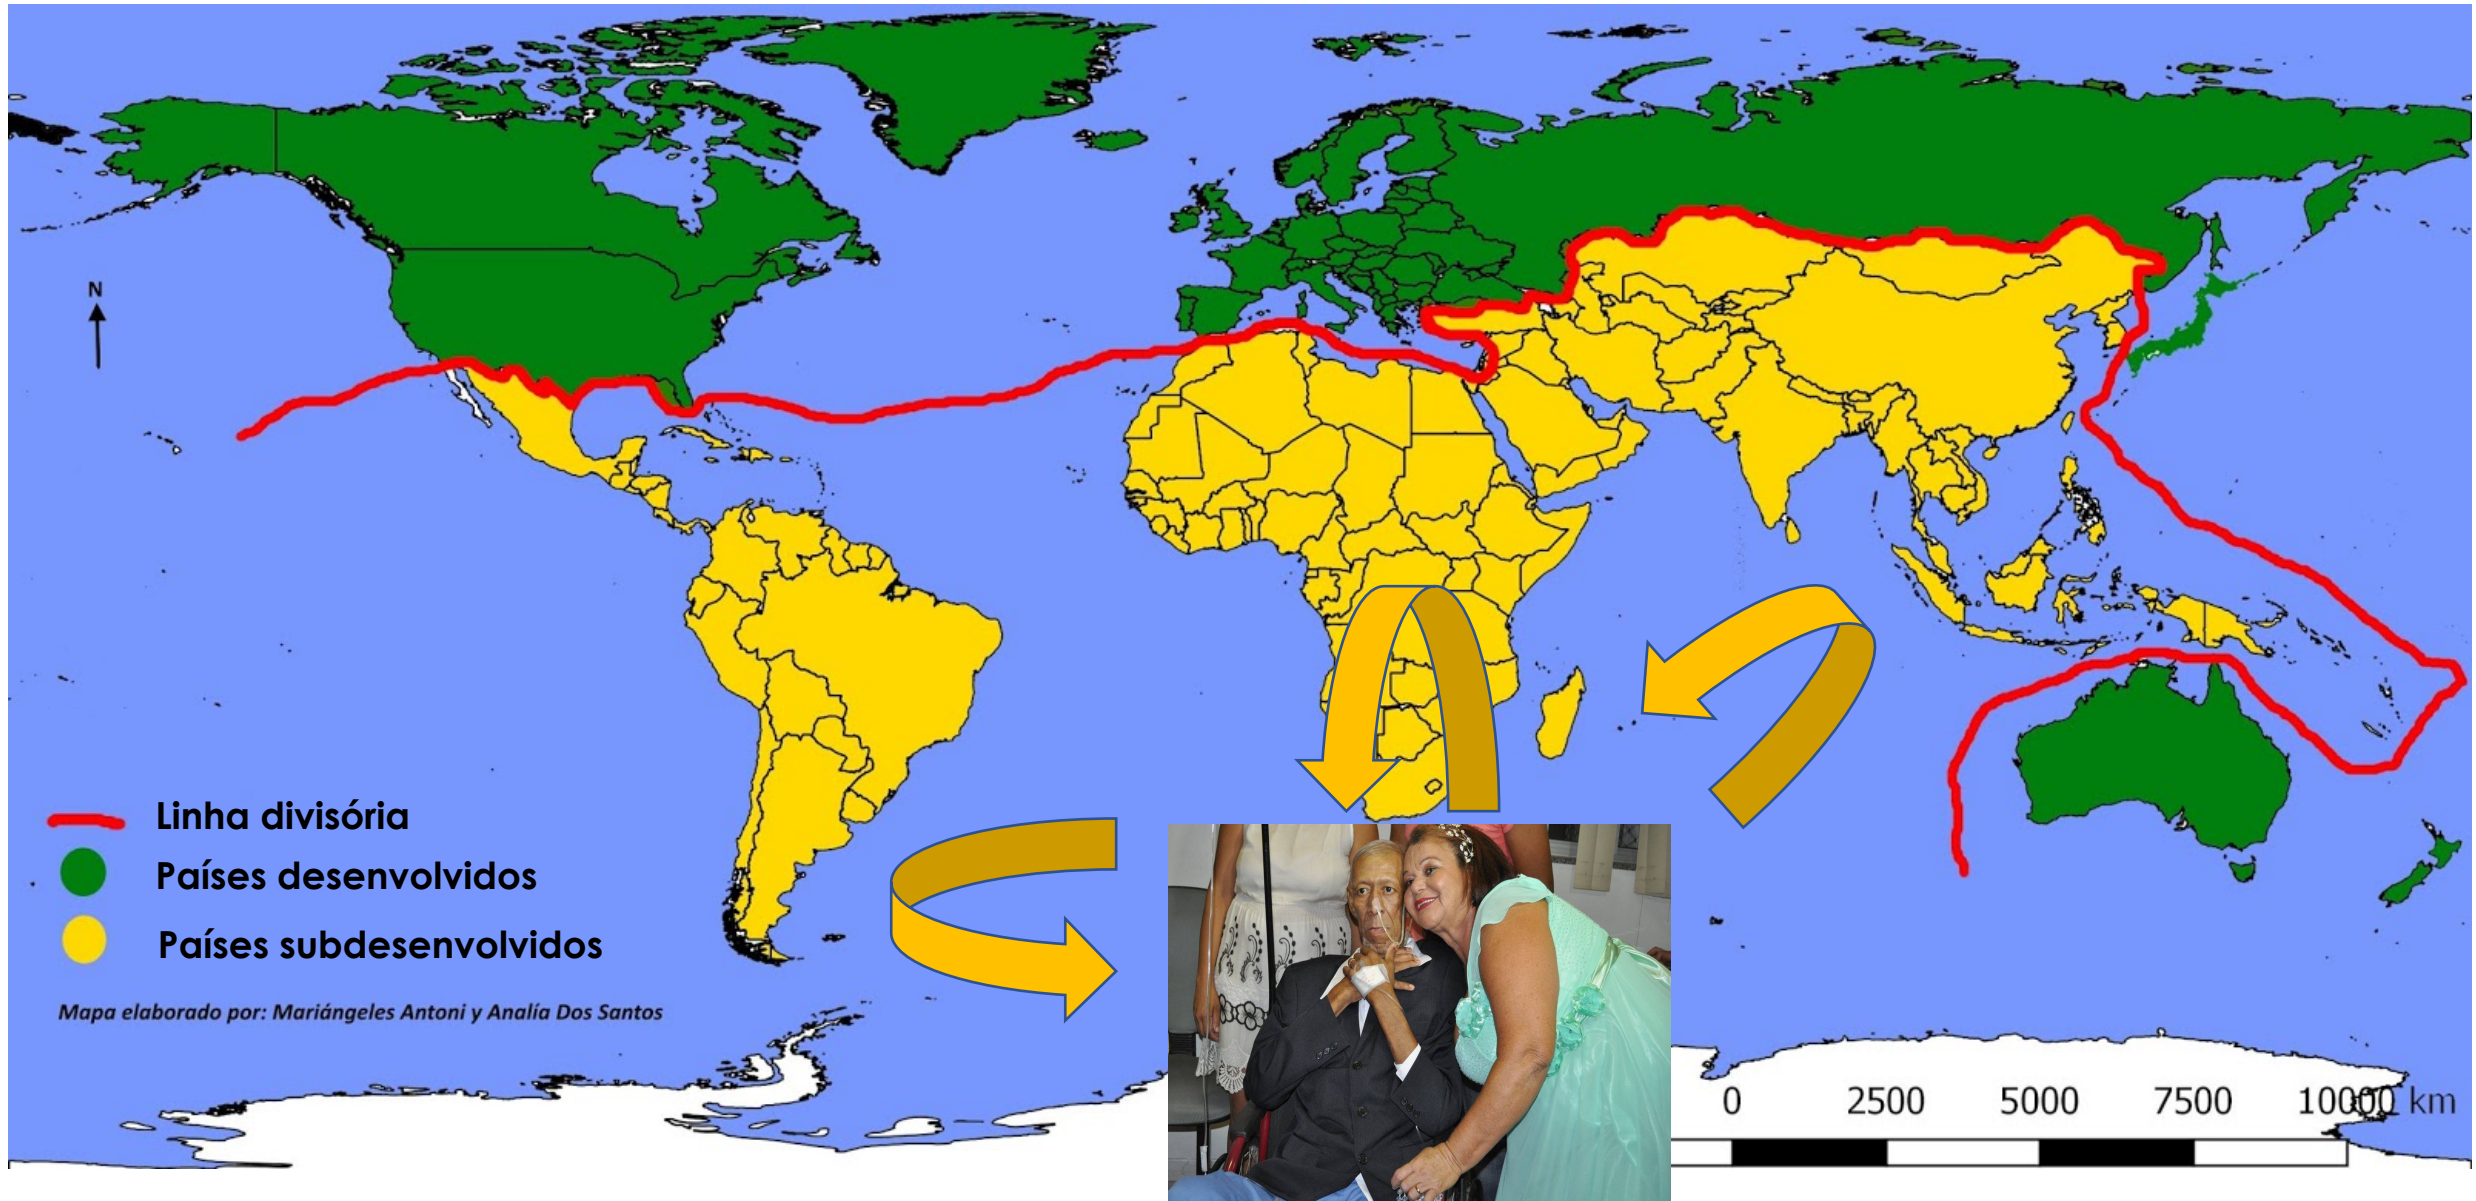 N
Linha divisória
Países desenvolvidos
Países subdesenvolvidos
Mapa elaborado por: Mariángeles Antoni y Analía Dos Santos
0 2500 5000 7500 10000 km